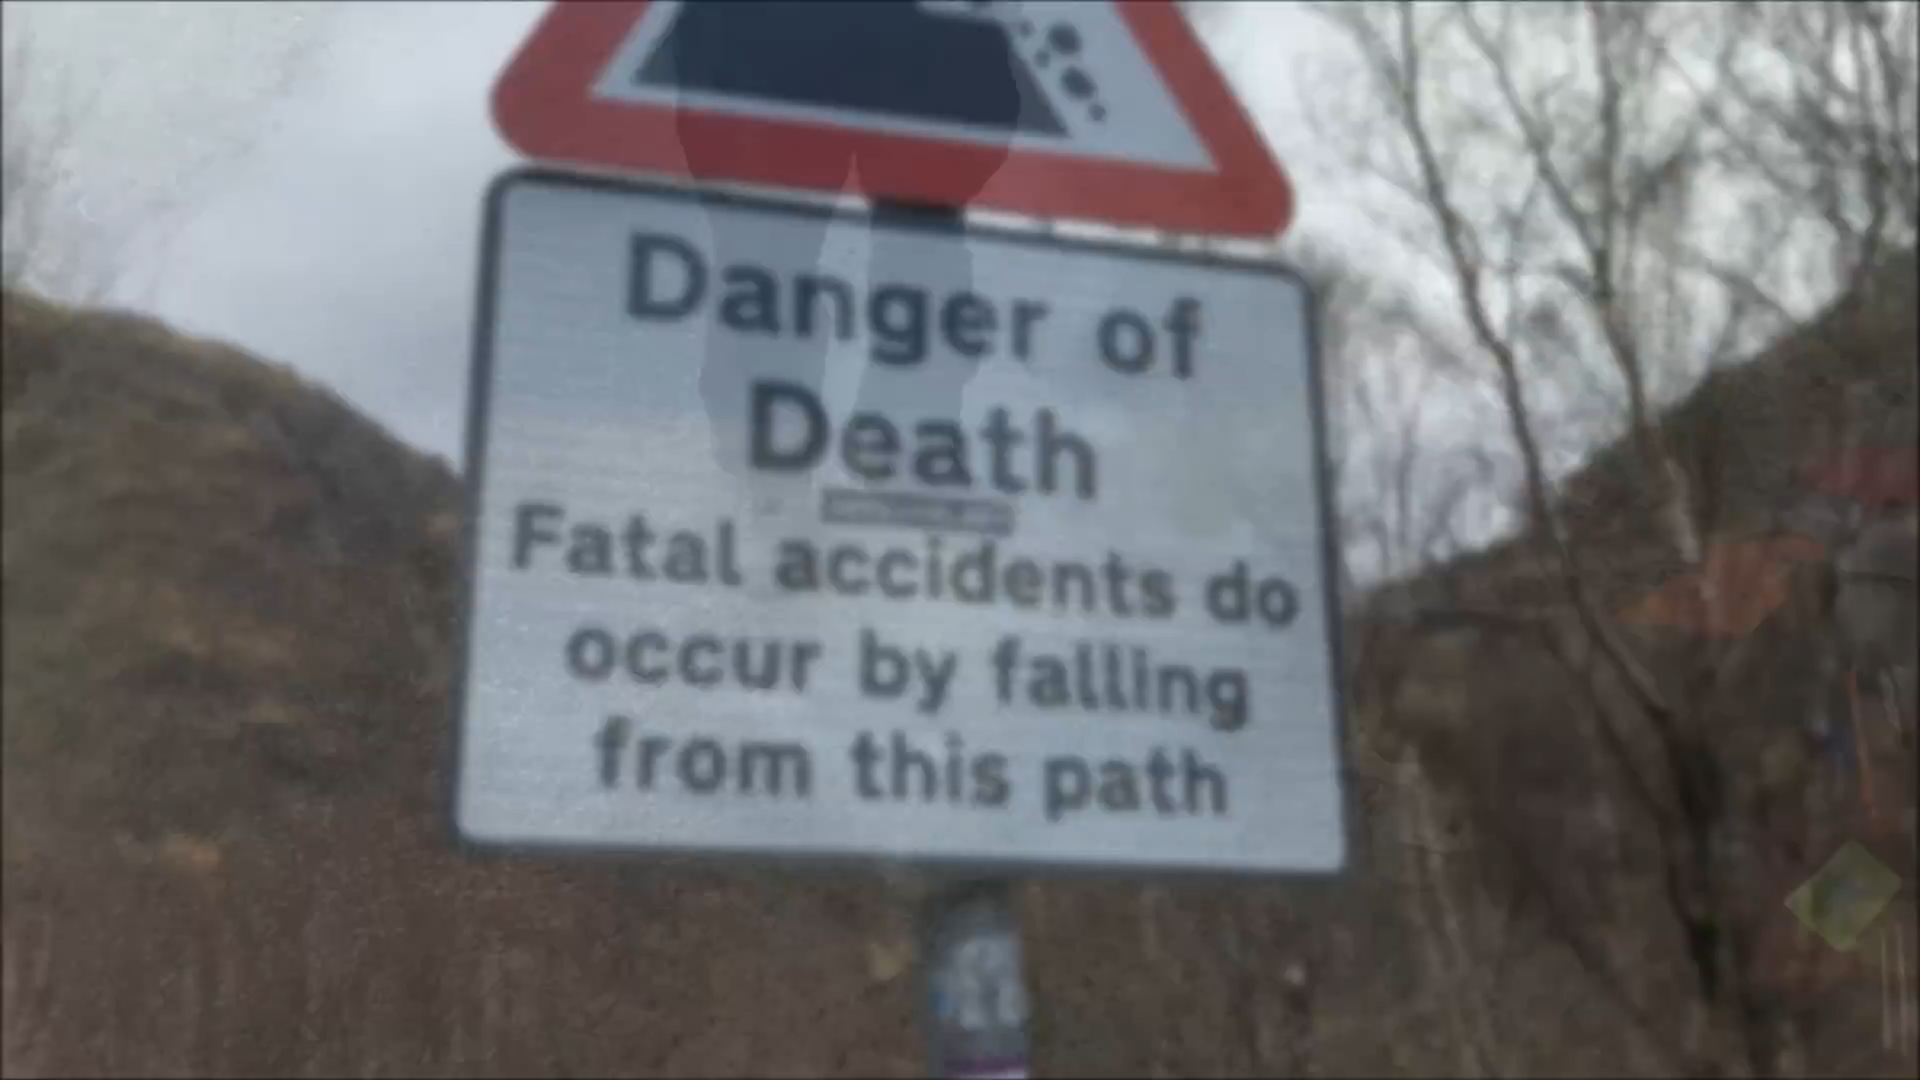 Danger of
Death
Fatal accidents do
occur by falling
from this path